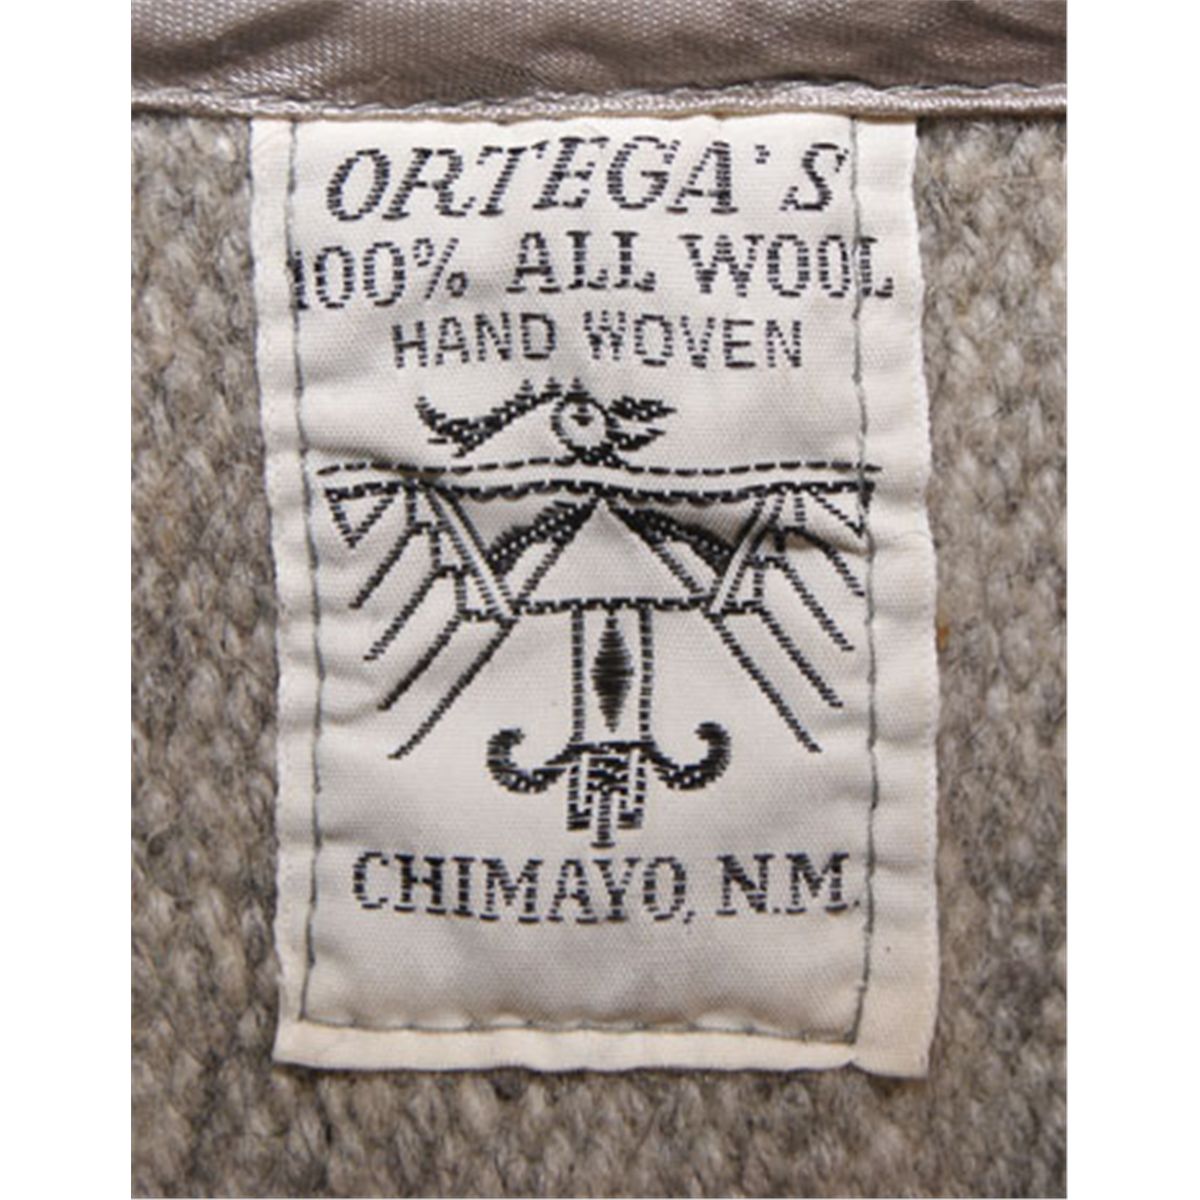 ORTEGA'S
100% ALL WOOL
HAND WOVEN
CHIMAYO, N.M.